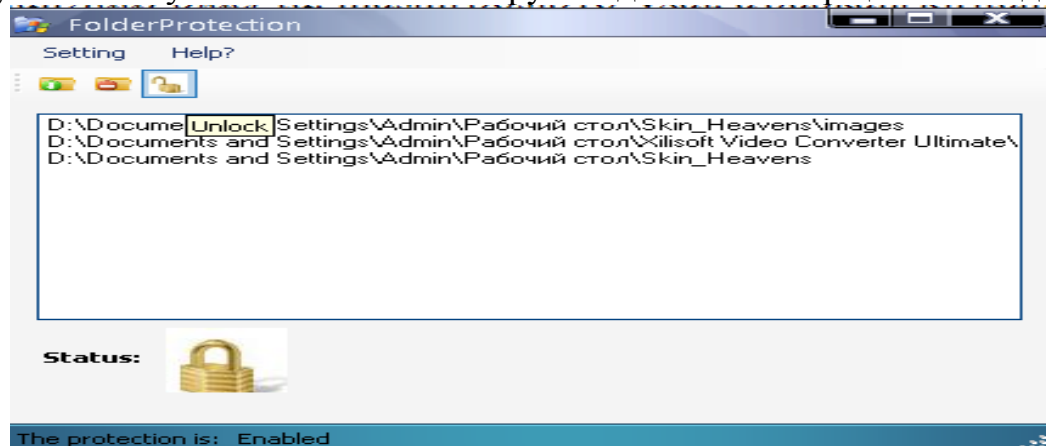 FolderProtection
Setting Help?
D:\Docume Unlock Settings\Admin\Рабочий стол\Skin_Heavens\images
D:\Documents and Settings\Admin\Рабочий стол\Xilisoft Video Converter Ultimate\
D:\Documents and Settings\Admin\Рабочий стол\Skin_Heavens
Status:
The protection is: Enabled